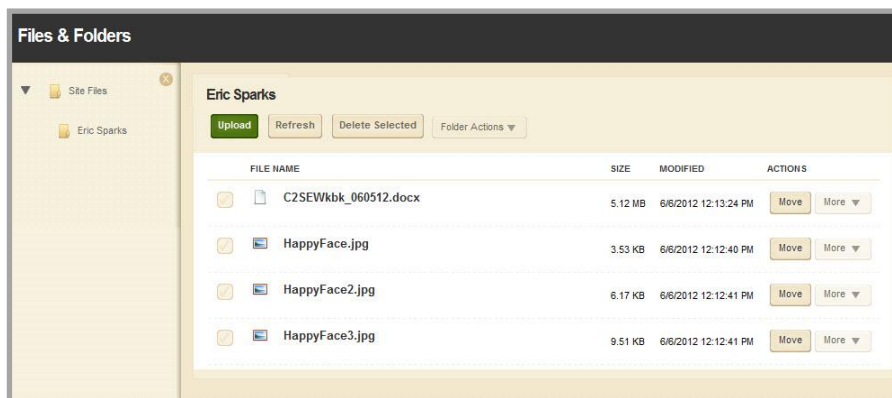 Files & Folders
Site Files
Eric Sparks
Eric Sparks
Upload Refresh Delete Selected Folder Actions
FILE NAME SIZE MODIFIED ACTIONS
C2SEWkbk_060512.docx 5.12 MB 6/6/2012 12:13:24 PM Move More
HappyFace.jpg 3.53 KB 6/6/2012 12:12:40 PM Move More
HappyFace2.jpg 6.17 KB 6/6/2012 12:12:41 PM Move More
HappyFace3.jpg 9.51 KB 6/6/2012 12:12:41 PM Move More